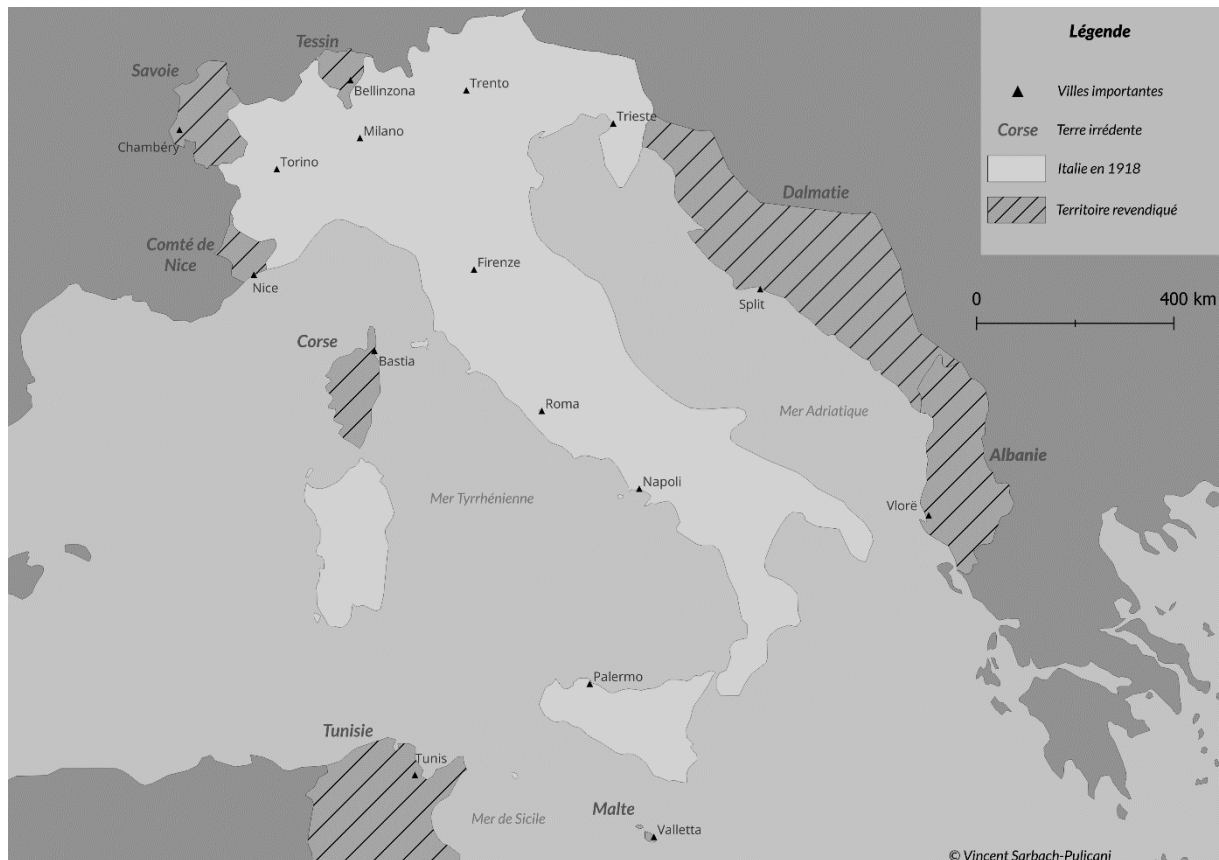 Légende
Villes importantes
Corse Terre irrédente
Italie en 1918
Territoire revendiqué
0 400 km
Tessin
Savoie
Bellinzona
Trento
Milano
Trieste
Chambéry
Torino
Dalmatie
Comté de
Nice
Firenze
Nice
Split
Corse
Bastia
Roma
Mer Adriatique
Albanie
Napoli
Mer Tyrrhénienne
Vlorë
Palermo
Tunisie
Tunis
Malte
Mer de Sicile
Valletta
© Vincent Sarbach-Pulicani